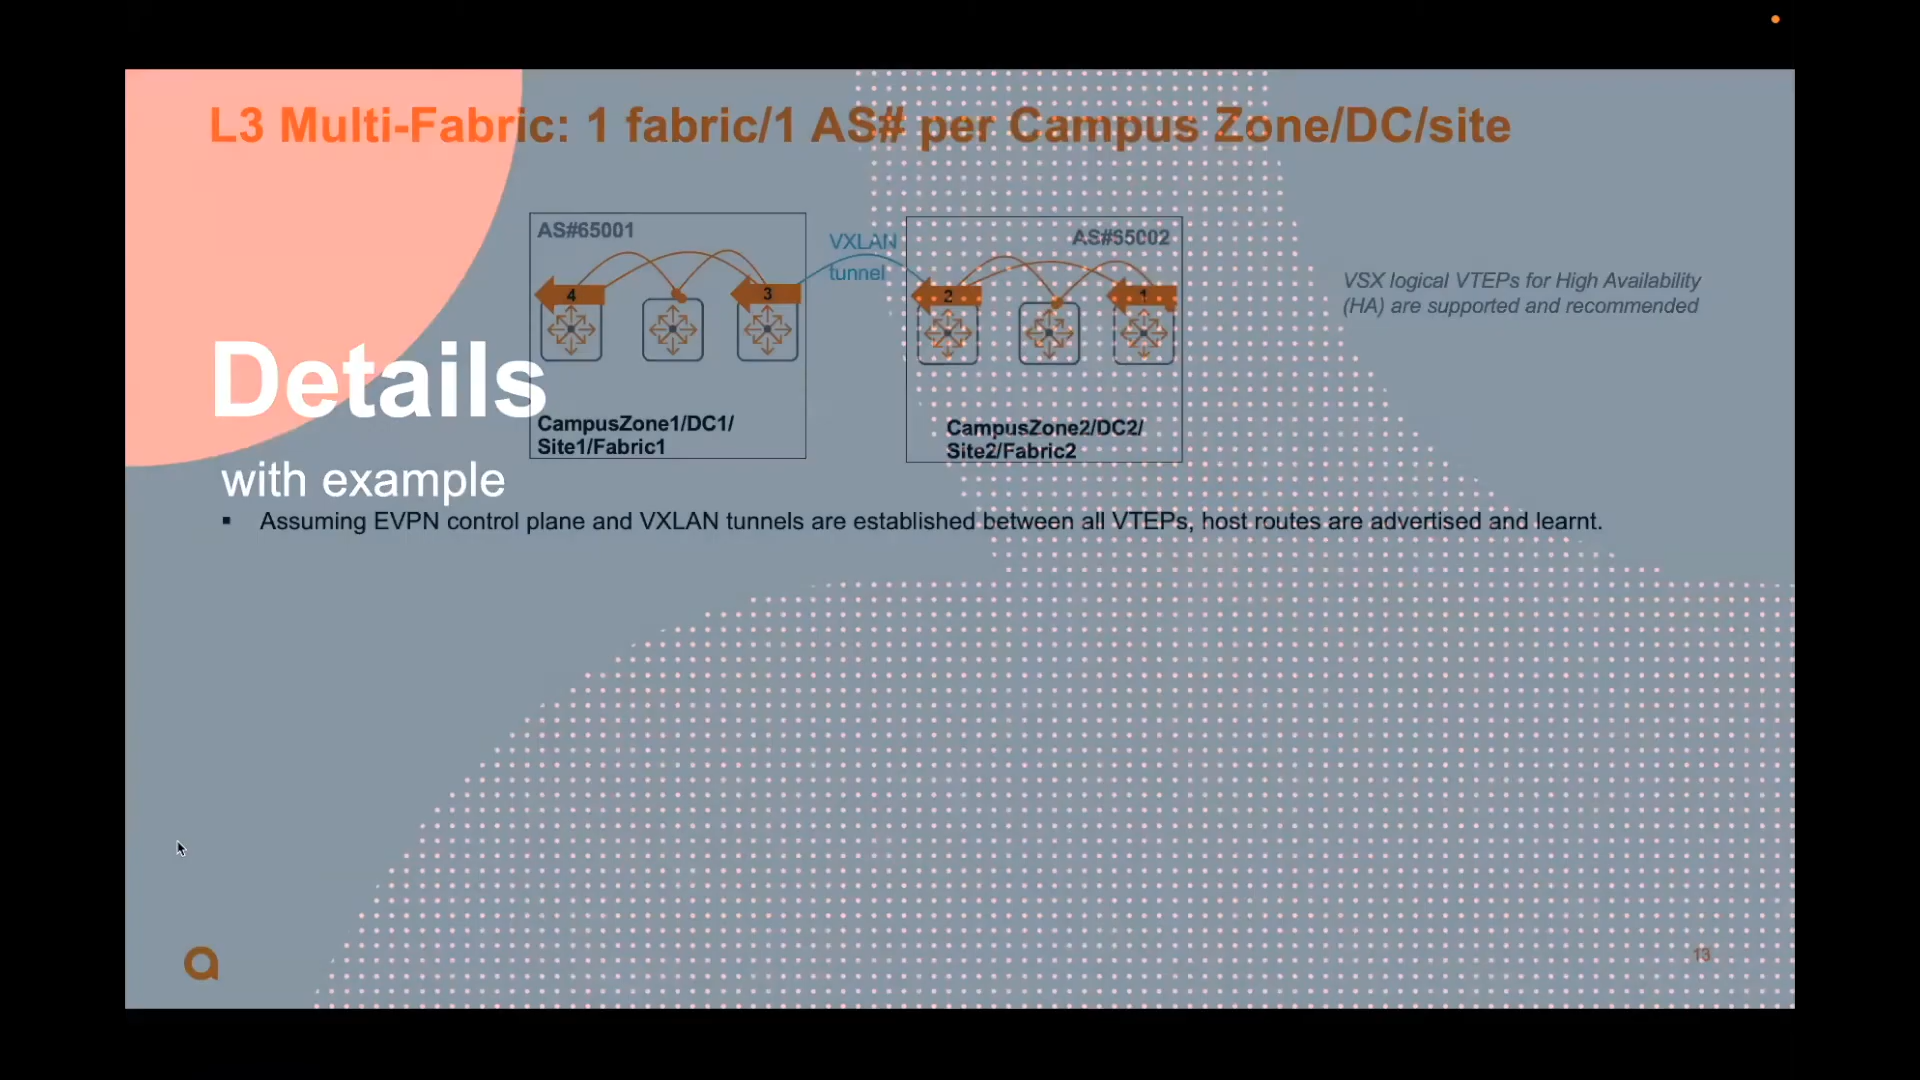 L3 Multi-Fabric: 1 fabric/1 AS# per Campus Zone/DC/site
AS#65001
VXLAN
tunnel
AS#65002
4
3
2
1
VSX logical VTEPs for High Availability
(HA) are supported and recommended
Details
CampusZone1/DC1/
Site1/Fabric1
CampusZone2/DC2/
Site2/Fabric2
with example
▪ Assuming EVPN control plane and VXLAN tunnels are established between all VTEPs, host routes are advertised and learnt.
13